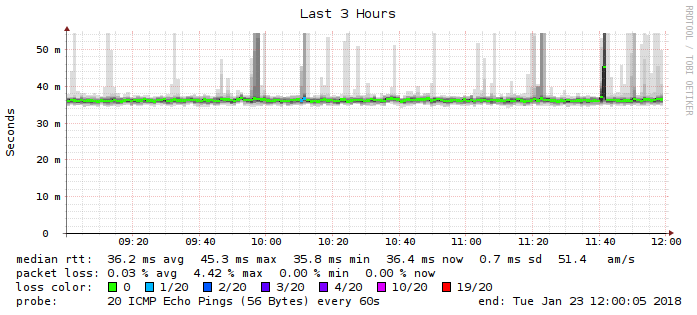 Last 3 Hours
RRDTOOL / TOBI OETIKER
Seconds
50 m
40 m
30 m
20 m
10 m
0
09:20 09:40 10:00 10:20 10:40 11:00 11:20 11:40 12:00
median rtt: 36.2 ms avg 45.3 ms max 35.8 ms min 36.4 ms now 0.7 ms sd 51.4 am/s
packet loss: 0.03 % avg 4.42 % max 0.00 % min 0.00 % now
loss color: 0 1/20 2/20 3/20 4/20 10/20 19/20
probe: 20 ICMP Echo Pings (56 Bytes) every 60s end: Tue Jan 23 12:00:05 2018